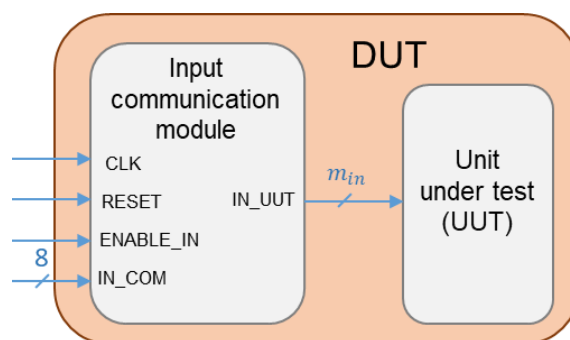 DUT
Input
communication
module
CLK
RESET
ENABLE_IN
8
IN_COM
IN_UUT
m_in
Unit
under test
(UUT)